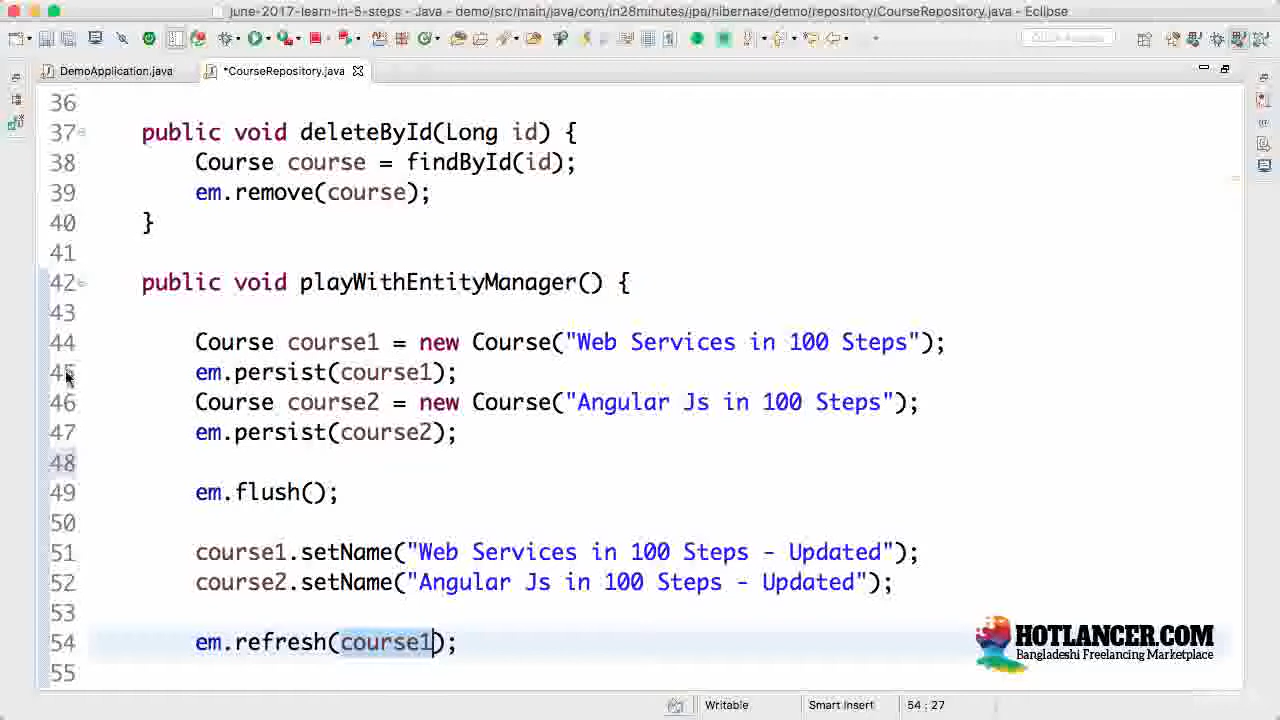 june-2017-learn-in-5-steps - Java - demo/src/main/java/com/in28minutes/jpa/hibernate/demo/repository/CourseRepository.java - Eclipse
Quick Access
DemoApplication.java
*CourseRepository.java
36
37 public void deleteById(Long id) {
38 Course course = findById(id);
39 em.remove(course);
40 }
41
42 public void playWithEntityManager() {
43
44 Course course1 = new Course("Web Services in 100 Steps");
45 em.persist(course1);
46 Course course2 = new Course("Angular Js in 100 Steps");
47 em.persist(course2);
48
49 em.flush();
50
51 course1.setName("Web Services in 100 Steps - Updated");
52 course2.setName("Angular Js in 100 Steps - Updated");
53
54 em.refresh(course1);
55
HOTLANCER.COM
Bangladeshi Freelancing Marketplace
Writable
Smart Insert
54 : 27